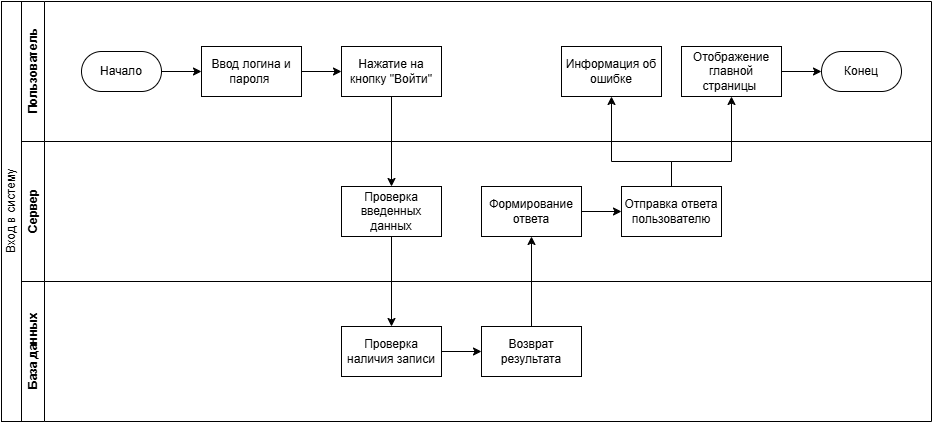 Вход в систему
Пользователь
Начало
Ввод логина и
пароля
Нажатие на
кнопку "Войти"
Информация об
ошибке
Отображение
главной
страницы
Конец
Сервер
Проверка
введенных
данных
Формирование
ответа
Отправка ответа
пользователю
База данных
Проверка
наличия записи
Возврат
результата